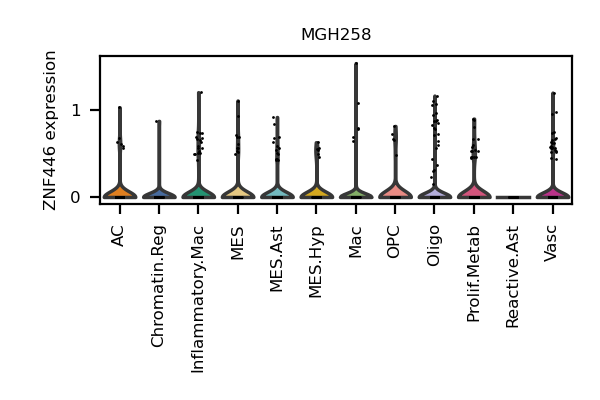 MGH258
ZNF446 expression
1
0
AC
Chromatin.Reg
Inflammatory.Mac
MES
MES.Ast
MES.Hyp
Mac
OPC
Oligo
Prolif.Metab
Reactive.Ast
Vasc